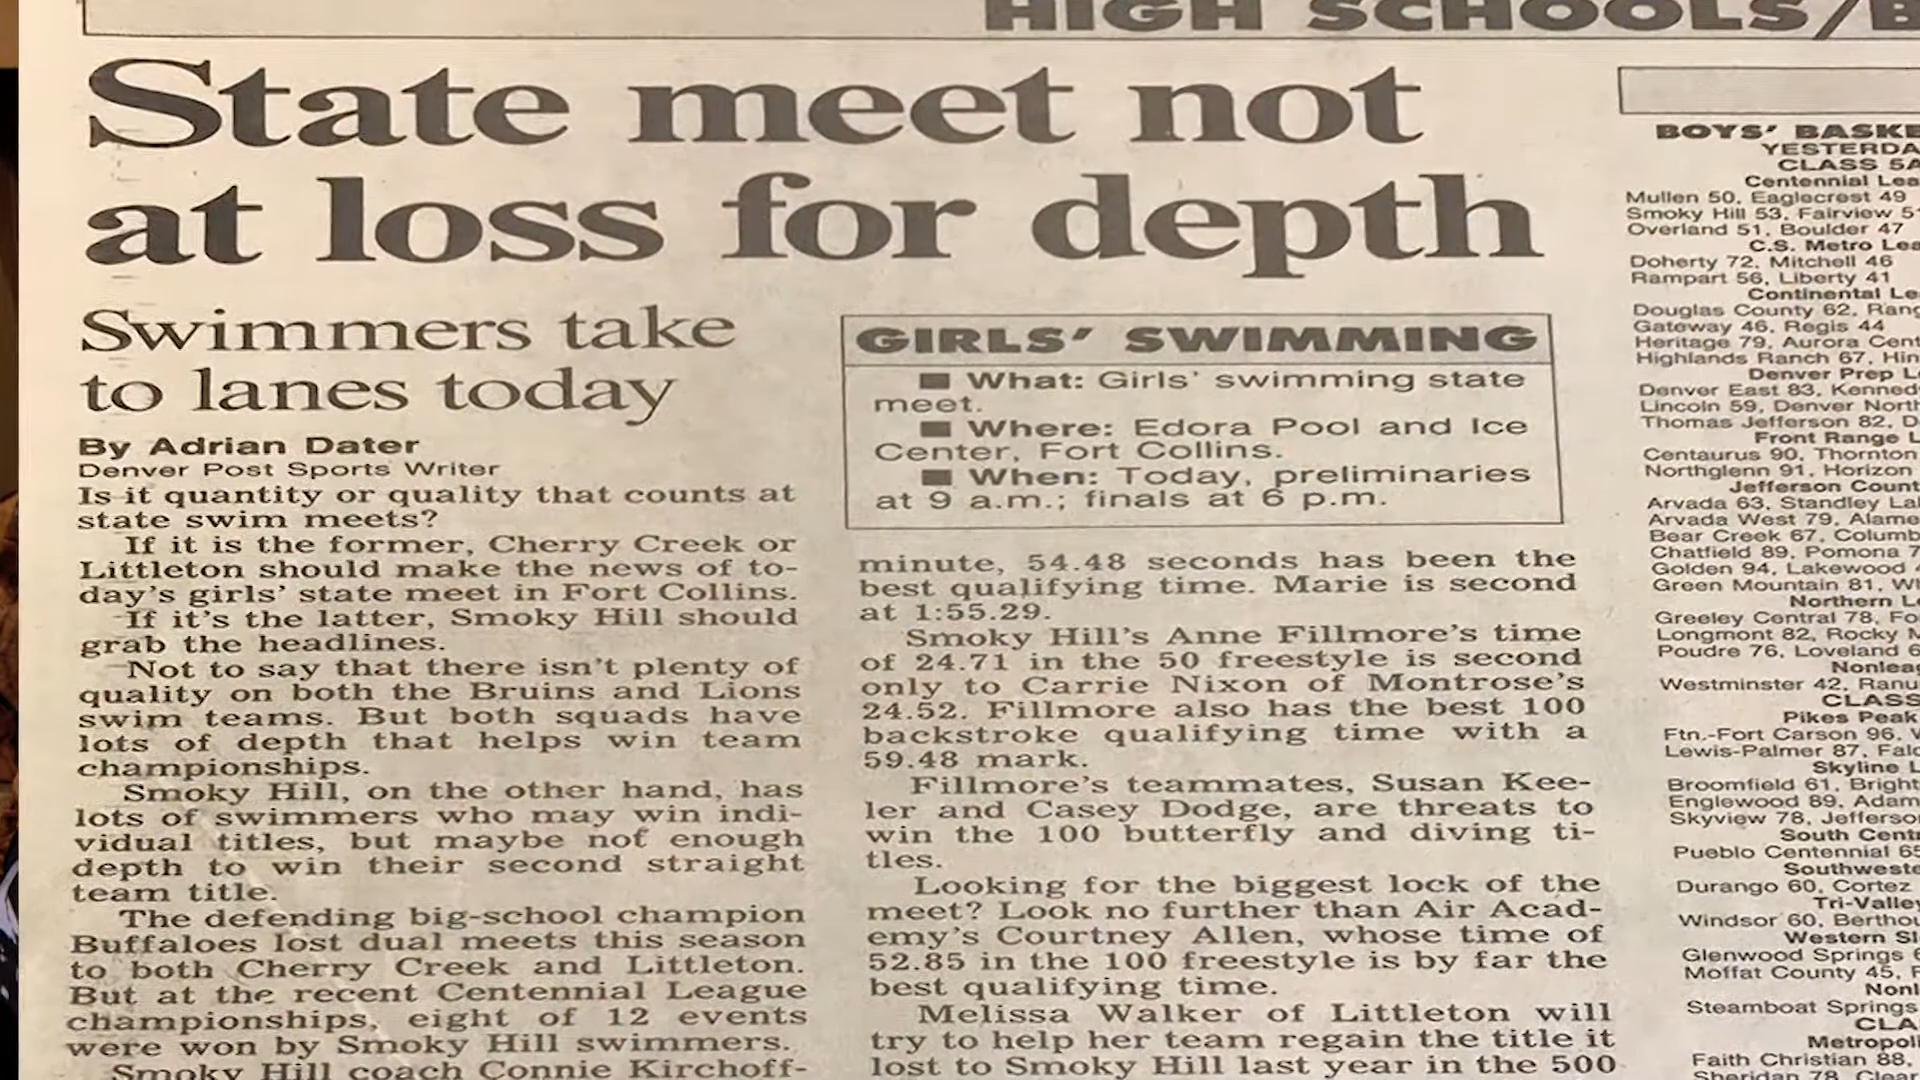 HIGH SCHOOLS/B
State meet not
at loss for depth
Swimmers take
to lanes today
By Adrian Dater
Denver Post Sports Writer
Is it quantity or quality that counts at
state swim meets?
If it is the former, Cherry Creek or
Littleton should make the news of to-
day's girls' state meet in Fort Collins.
If it's the latter, Smoky Hill should
grab the headlines.
Not to say that there isn't plenty of
quality on both the Bruins and Lions
swim teams. But both squads have
lots of depth that helps win team
championships.
Smoky Hill, on the other hand, has
lots of swimmers who may win indi-
vidual titles, but maybe not enough
depth to win their second straight
team title.
The defending big-school champion
Buffaloes lost dual meets this season
to both Cherry Creek and Littleton.
But at the recent Centennial League
championships, eight of 12 events
were won by Smoky Hill swimmers.
Smoky Hill coach Connie Kirchoff-
GIRLS' SWIMMING
■ What: Girls' swimming state
meet.
■ Where: Edora Pool and Ice
Center, Fort Collins.
■ When: Today, preliminaries
at 9 a.m.; finals at 6 p.m.
minute, 54.48 seconds has been the
best qualifying time. Marie is second
at 1:55.29.
Smoky Hill's Anne Fillmore's time
of 24.71 in the 50 freestyle is second
only to Carrie Nixon of Montrose's
24.52. Fillmore also has the best 100
backstroke qualifying time with a
59.48 mark.
Fillmore's teammates, Susan Kee-
ler and Casey Dodge, are threats to
win the 100 butterfly and diving ti-
tles.
Looking for the biggest lock of the
meet? Look no further than Air Acad-
emy's Courtney Allen, whose time of
52.85 in the 100 freestyle is by far the
best qualifying time.
Melissa Walker of Littleton will
try to help her team regain the title it
lost to Smoky Hill last year in the 500
BOYS' BASKE
YESTERDA
CLASS 5A
Centennial Lea
Mullen 50, Eaglecrest 49
Smoky Hill 53, Fairview 5
Overland 51, Boulder 47
C.S. Metro Lea
Doherty 72, Mitchell 46
Rampart 56, Liberty 41
Continental Le
Douglas County 62, Rang
Gateway 46, Regis 44
Heritage 79, Aurora Cent
Highlands Ranch 67, Hin
Denver Prep L
Denver East 83, Kenned
Lincoln 59, Denver North
Thomas Jefferson 82, D
Front Range L
Centaurus 90, Thornton
Northglenn 91, Horizon
Jefferson Count
Arvada 63, Standley La
Arvada West 79, Alame
Bear Creek 67, Columb
Chatfield 89, Pomona 7
Golden 94, Lakewood
Green Mountain 81, W
Northern L
Greeley Central 78, Fo
Longmont 82, Rocky M
Poudre 76, Loveland 6
Nonleag
Westminster 42, Ranu
CLASS
Pikes Peak
Ftn.-Fort Carson 96,
Lewis-Palmer 87, Falc
Skyline L
Broomfield 61, Bright
Englewood 89, Adam
Skyview 78, Jefferson
South Cent
Pueblo Centennial 65
Southweste
Durango 60, Cortez
Tri-Valley
Windsor 60, Bertho
Western Sl
Glenwood Springs 6
Moffat County 45,
Nonl
Steamboat Springs
CLA
Metropoli
Faith Christian 88,
Sheridan 78, Clear